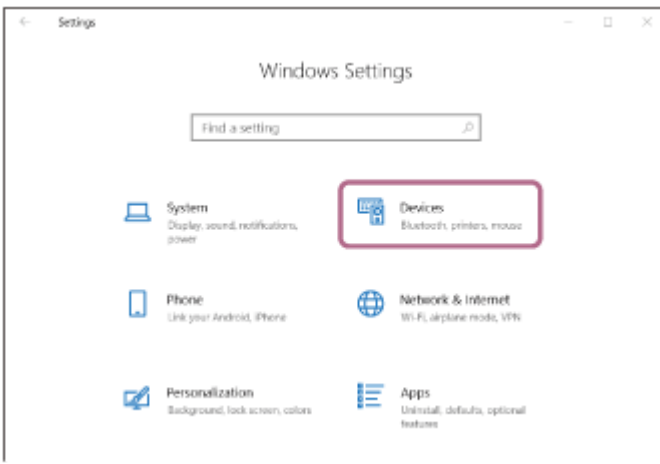 Settings
Windows Settings
Find a setting
System
Display, sound, notifications,
power
Devices
Bluetooth, printers, mouse
Phone
Link your Android, iPhone
Network & Internet
Wi-Fi, airplane mode, VPN
Personalization
Background, lock screen, colors
Apps
Uninstall, defaults, optional
features